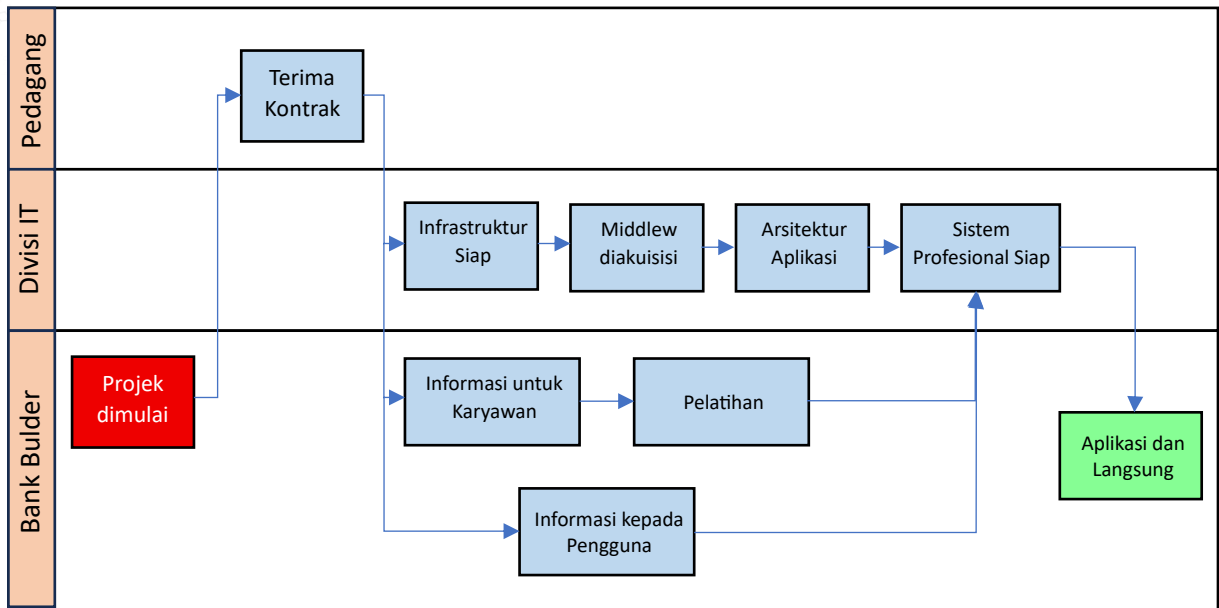 Pedagang
Terima
Kontrak
Divisi IT
Infrastruktur
Siap
Middlew
diakuisisi
Arsitektur
Aplikasi
Sistem
Profesional Siap
Bank Bulder
Projek
dimulai
Informasi untuk
Karyawan
Pelatihan
Aplikasi dan
Langsung
Informasi kepada
Pengguna